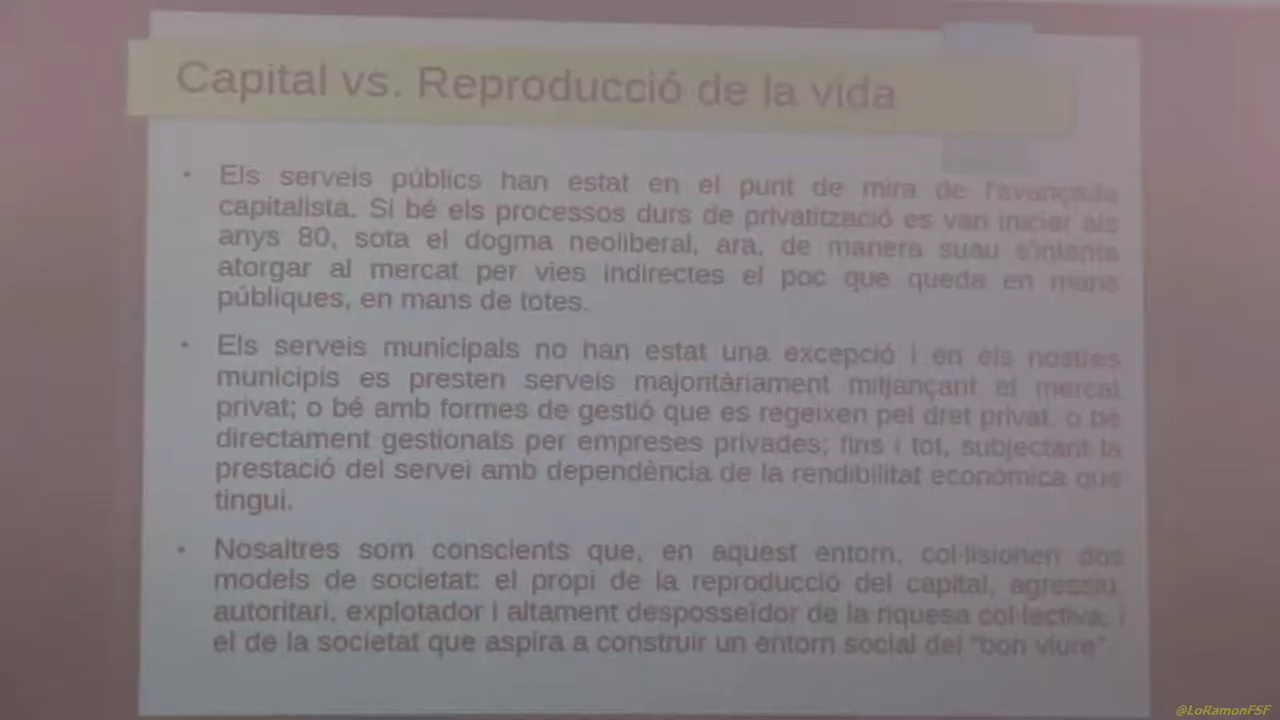 Capital vs. Reproducció de la vida
• Els serveis públics han estat en el punt de mira de l'avançada
capitalista. Si bé els processos durs de privatització es van iniciar als
anys 80, sota el dogma neoliberal, ara, de manera suau s'intenta
atorgar al mercat per vies indirectes el poc que queda en mans
públiques, en mans de totes.
• Els serveis municipals no han estat una excepció i en els nostres
municipis es presten serveis majoritàriament mitjançant el mercat
privat; o bé amb formes de gestió que es regeixen pel dret privat, o bé
directament gestionats per empreses privades; fins i tot, subjectant la
prestació del servei amb dependència de la rendibilitat econòmica que
tingui.
• Nosaltres som conscients que, en aquest entorn, col·lisionen dos
models de societat: el propi de la reproducció del capital, agressiu,
autoritari, explotador i altament desposseïdor de la riquesa col·lectiva, i
el de la societat que aspira a construir un entorn social del "bon viure".
@LoRamonFSF